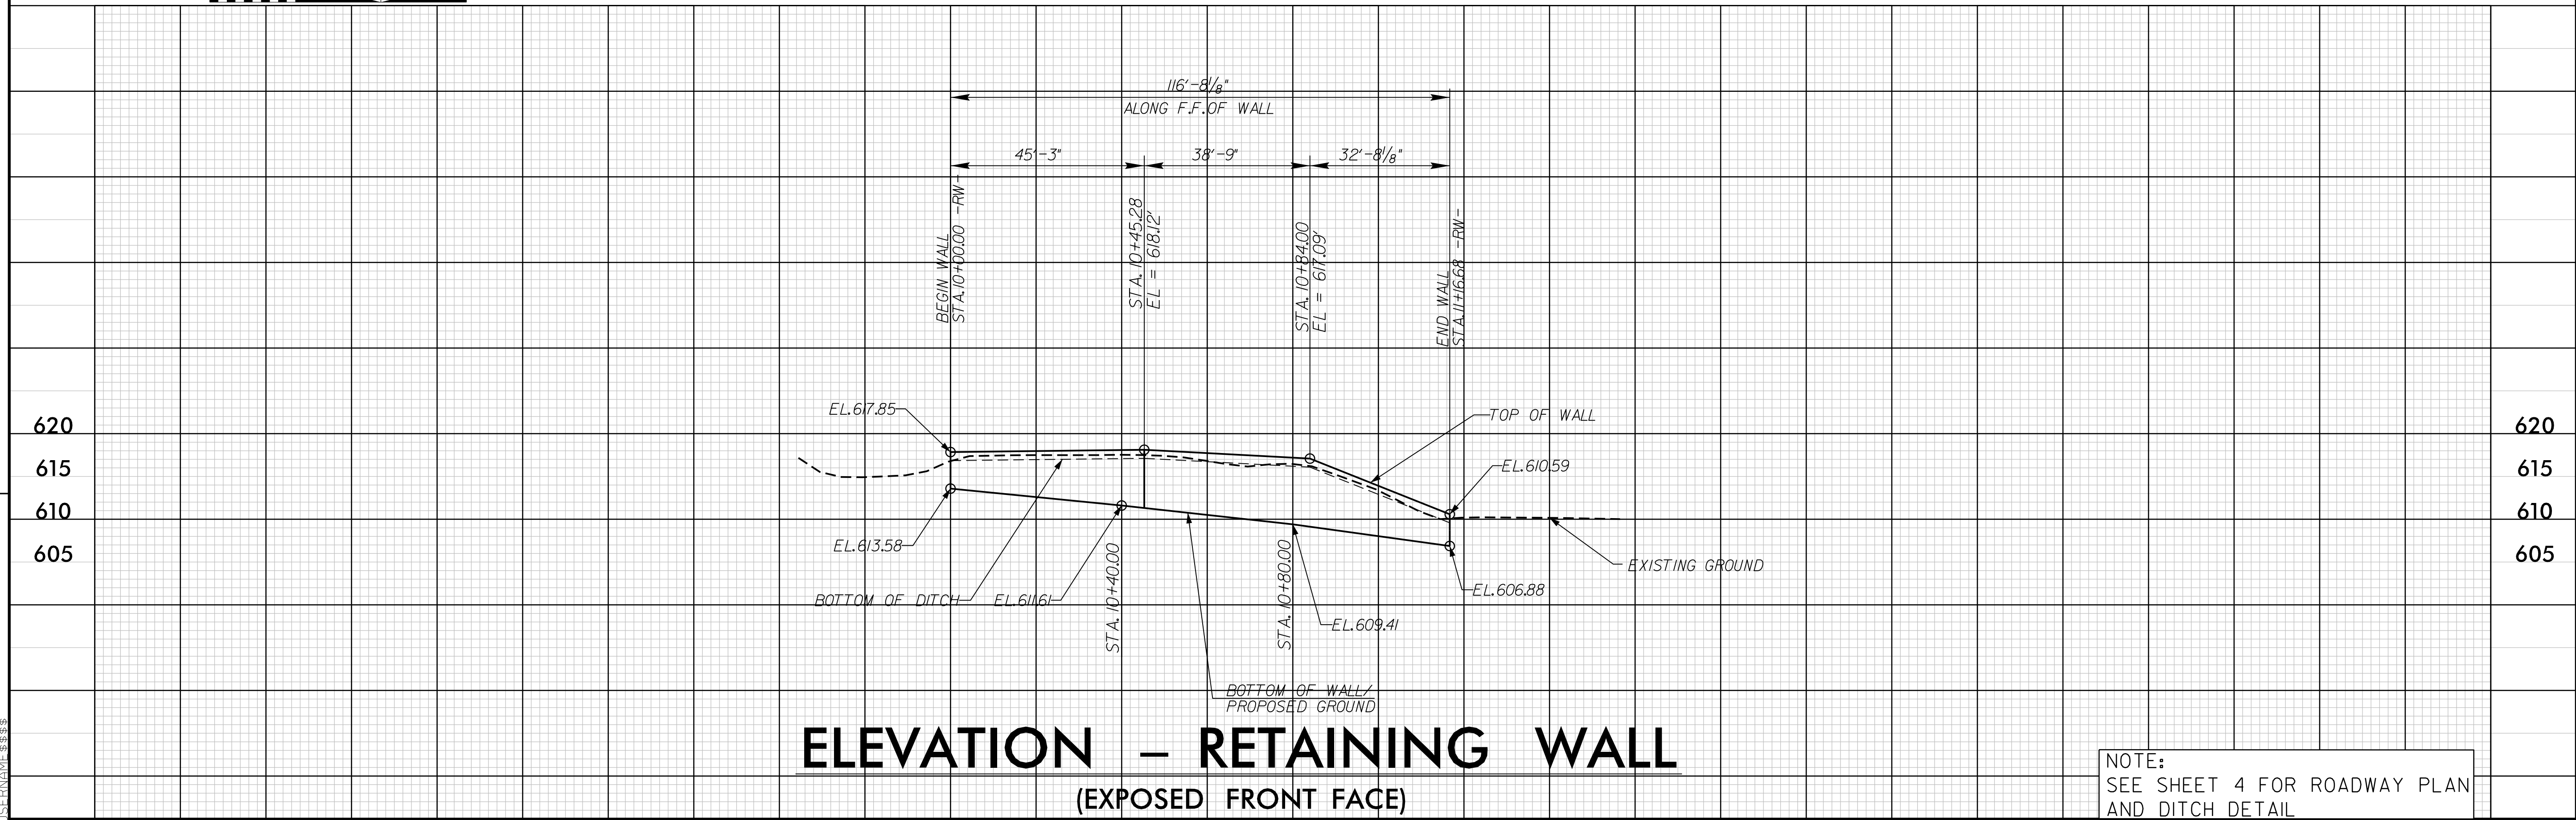 116'-8 1/8"
ALONG F.F. OF WALL
45'-3"
38'-9"
32'-8 1/8"
BEGIN WALL
STA. 10+00.00 -RW-
STA. 10+45.28
EL = 618.12'
STA. 10+84.00
EL = 617.09'
END WALL
STA. 11+16.68 -RW-
EL. 617.85
TOP OF WALL
620
620
615
615
610
610
605
605
EL. 610.59
EL. 613.58
EXISTING GROUND
BOTTOM OF DITCH
EL. 611.61
STA. 10+40.00
STA. 10+80.00
EL. 606.88
EL. 609.41
BOTTOM OF WALL/
PROPOSED GROUND
ELEVATION – RETAINING WALL
(EXPOSED FRONT FACE)
NOTE:
SEE SHEET 4 FOR ROADWAY PLAN
AND DITCH DETAIL